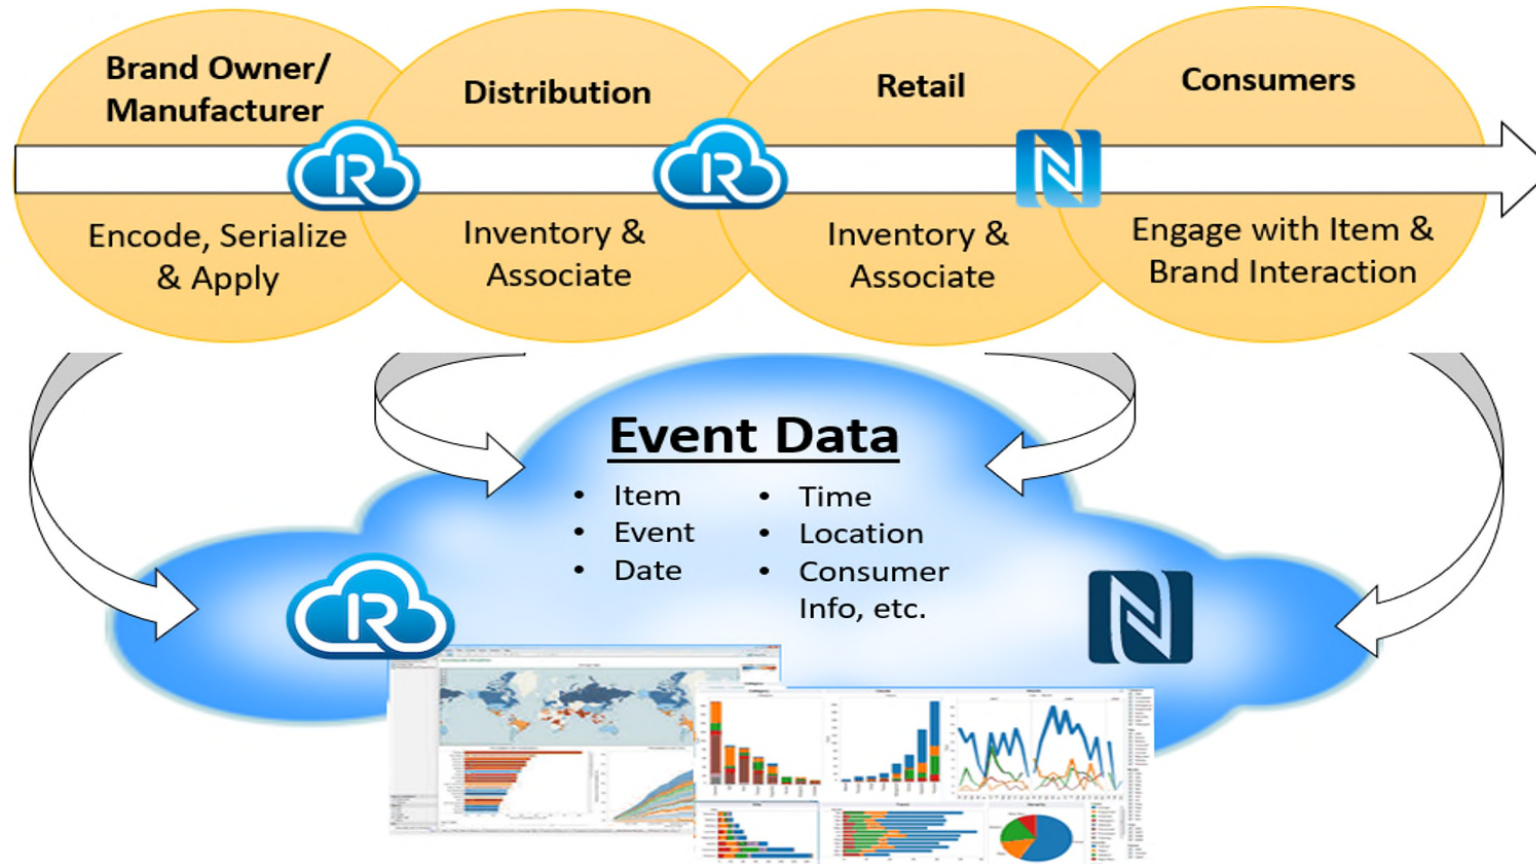 Brand Owner/
Manufacturer
Distribution
Retail
Consumers
Encode, Serialize
& Apply
Inventory &
Associate
Inventory &
Associate
Engage with Item &
Brand Interaction
Event Data
• Item
• Event
• Date
• Time
• Location
• Consumer
Info, etc.